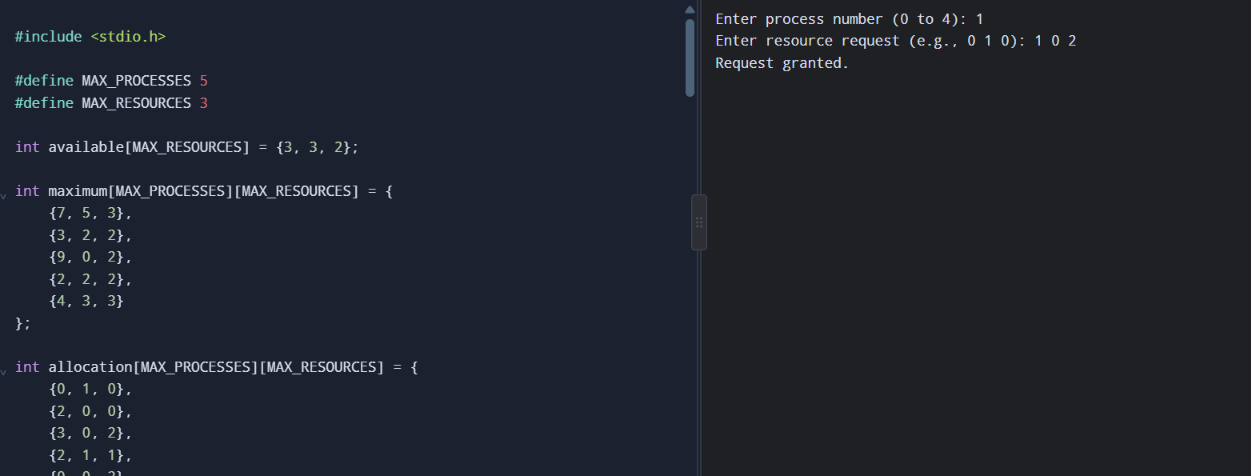 #include <stdio.h>
#define MAX_PROCESSES 5
#define MAX_RESOURCES 3
int available[MAX_RESOURCES] = {3, 3, 2};
int maximum[MAX_PROCESSES][MAX_RESOURCES] = {
{7, 5, 3},
{3, 2, 2},
{9, 0, 2},
{2, 2, 2},
{4, 3, 3}
};
int allocation[MAX_PROCESSES][MAX_RESOURCES] = {
{0, 1, 0},
{2, 0, 0},
{3, 0, 2},
{2, 1, 1},
Enter process number (0 to 4): 1
Enter resource request (e.g., 0 1 0): 1 0 2
Request granted.